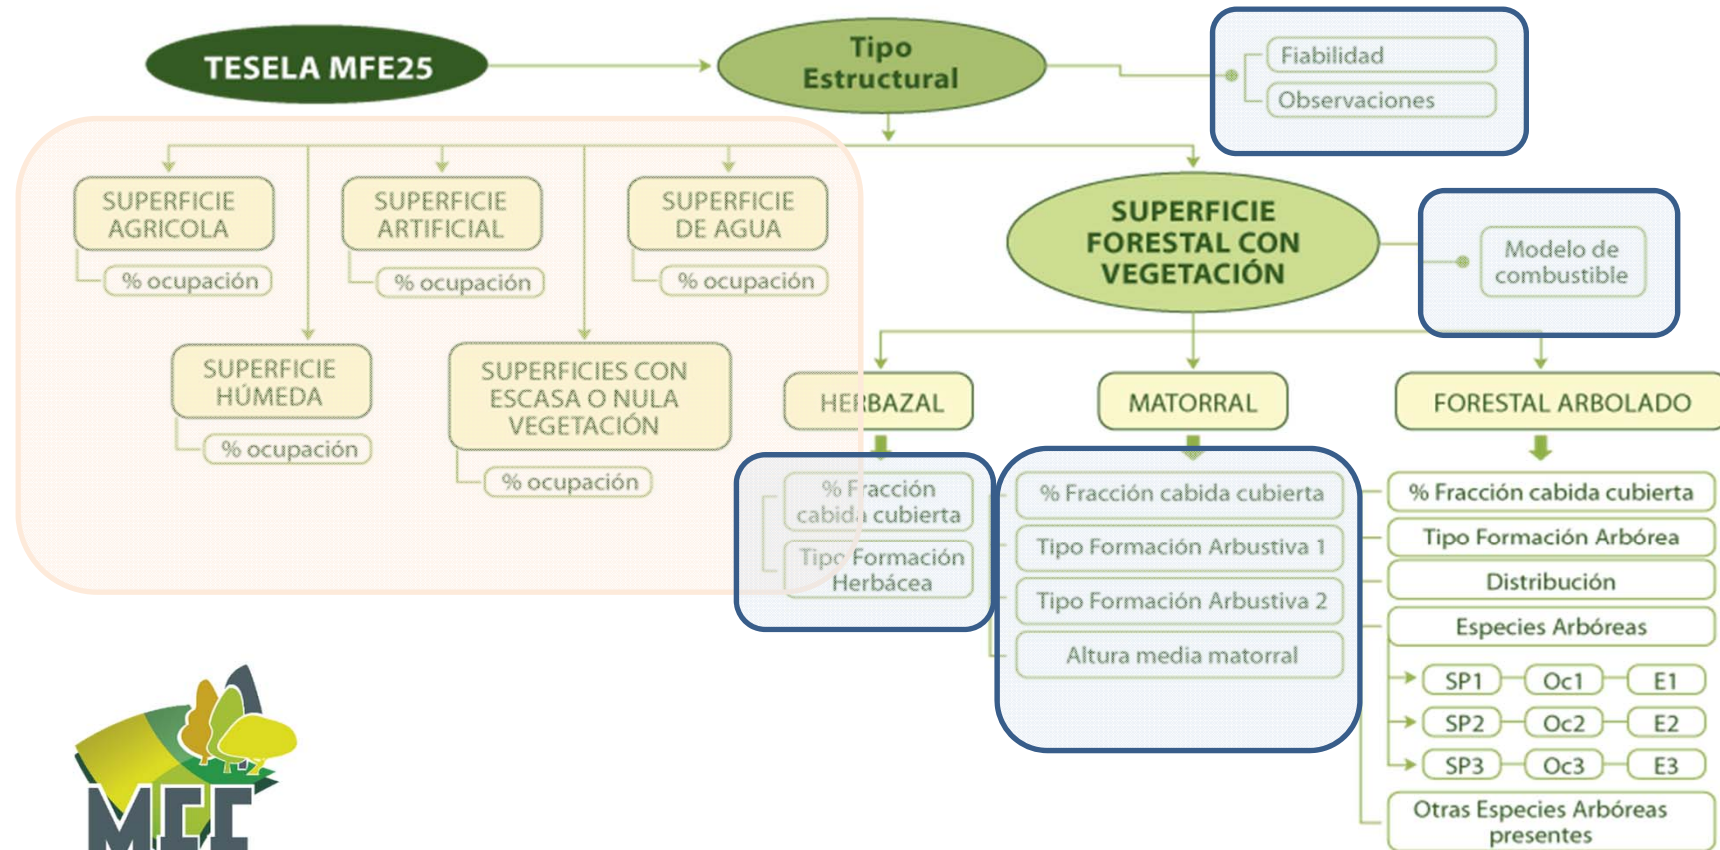 TESELA MFE25
Tipo
Estructural
Fiabilidad
Observaciones
SUPERFICIE
AGRICOLA
% ocupación
SUPERFICIE
ARTIFICIAL
% ocupación
SUPERFICIE
DE AGUA
% ocupación
SUPERFICIE
FORESTAL CON
VEGETACIÓN
Modelo de
combustible
SUPERFICIE
HÚMEDA
% ocupación
SUPERFICIES CON
ESCASA O NULA
VEGETACIÓN
% ocupación
HERBAZAL
% Fracción
cabida cubierta
Tipo Formación
Herbácea
MATORRAL
% Fracción cabida cubierta
Tipo Formación Arbustiva 1
Tipo Formación Arbustiva 2
Altura media matorral
FORESTAL ARBOLADO
% Fracción cabida cubierta
Tipo Formación Arbórea
Distribución
Especies Arbóreas
SP1 Oc1 E1
SP2 Oc2 E2
SP3 Oc3 E3
Otras Especies Arbóreas
presentes